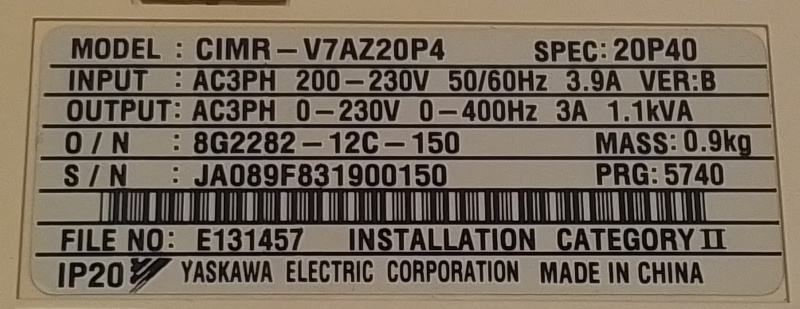 MODEL : CIMR-V7AZ20P4 SPEC: 20P40
INPUT : AC3PH 200-230V 50/60Hz 3.9A VER:B
OUTPUT: AC3PH 0-230V 0-400Hz 3A 1.1kVA
O / N : 8G2282-12C-150 MASS: 0.9kg
S / N : JA089F831900150 PRG: 5740
FILE NO: E131457 INSTALLATION CATEGORY II
IP20 YASKAWA ELECTRIC CORPORATION MADE IN CHINA